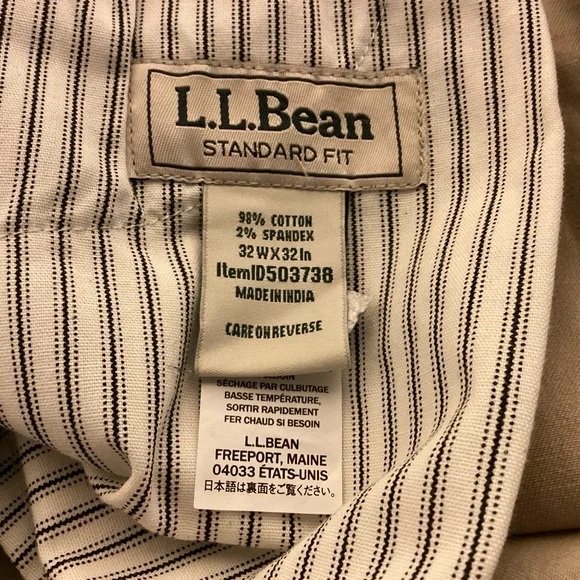 L.L.Bean
STANDARD FIT
98% COTTON
2% SPANDEX
32WX32In
ItemID503738
MADEININDIA
CAREONREVERSE
SÉCHAGE PAR CULBUTAGE
BASSE TEMPÉRATURE,
SORTIR RAPIDEMENT
FER CHAUD SI BESOIN
L.L.BEAN
FREEPORT, MAINE
04033 ÉTATS-UNIS
日本語は裏面をご覧ください。